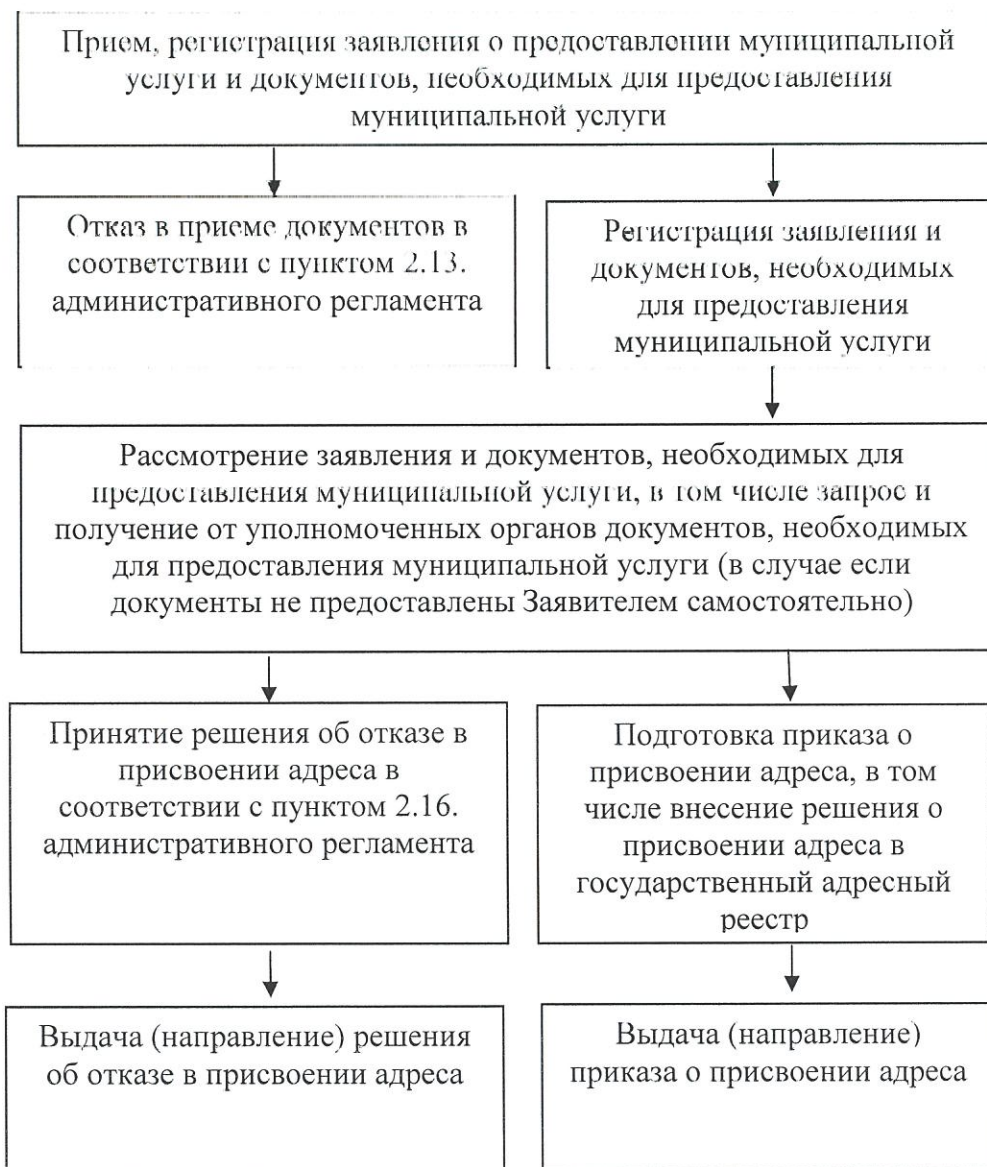 Прием, регистрация заявления о предоставлении муниципальной
услуги и документов, необходимых для предоставления
муниципальной услуги
Отказ в приеме документов в
соответствии с пунктом 2.13.
административного регламента
Регистрация заявления и
документов, необходимых
для предоставления
муниципальной услуги
Рассмотрение заявления и документов, необходимых для
предоставления муниципальной услуги, в том числе запрос и
получение от уполномоченных органов документов, необходимых
для предоставления муниципальной услуги (в случае если
документы не предоставлены Заявителем самостоятельно)
Принятие решения об отказе в
присвоении адреса в
соответствии с пунктом 2.16.
административного регламента
Подготовка приказа о
присвоении адреса, в том
числе внесение решения о
присвоении адреса в
государственный адресный
реестр
Выдача (направление) решения
об отказе в присвоении адреса
Выдача (направление)
приказа о присвоении адреса